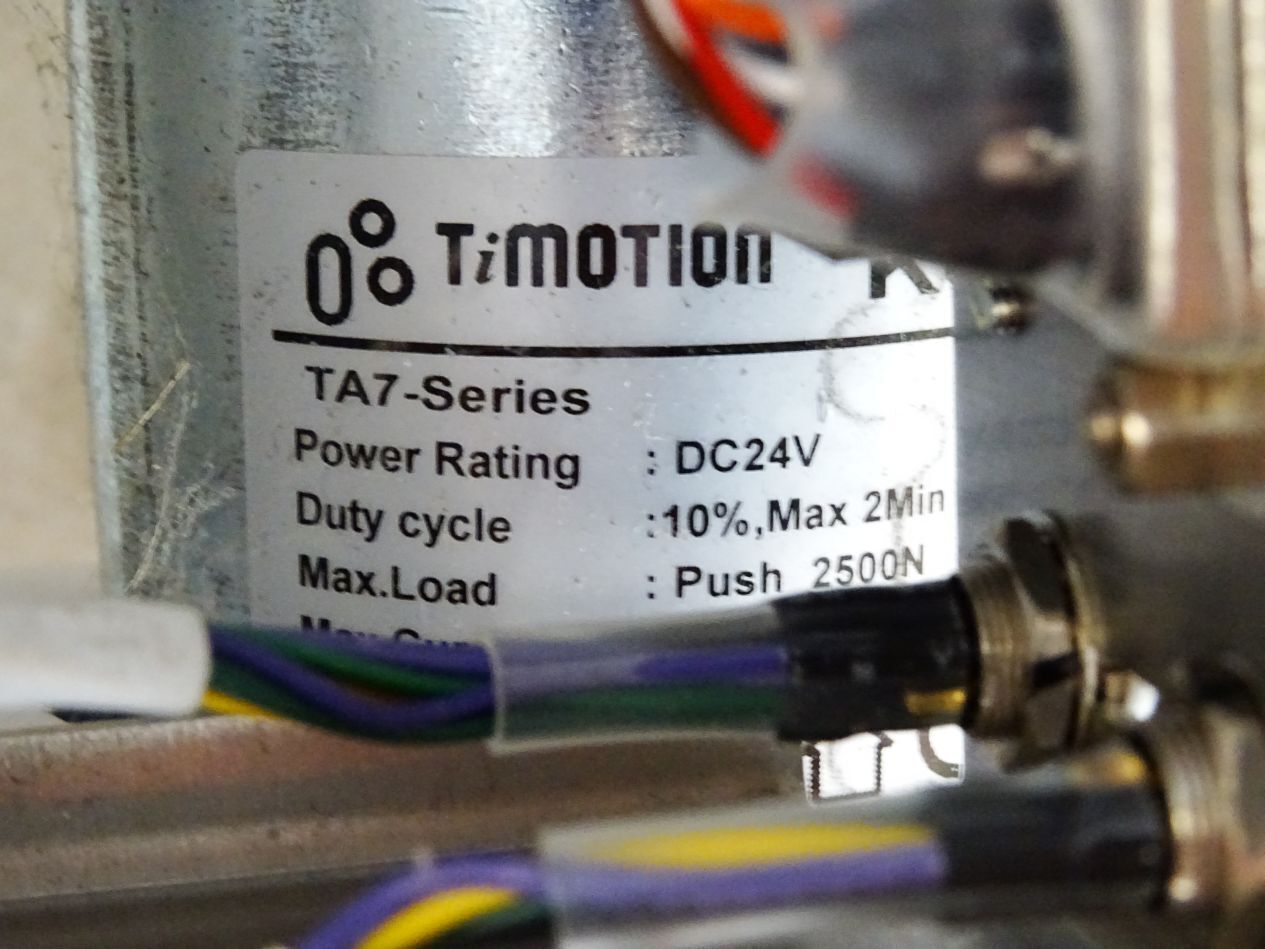 TiMOTION
TA7-Series
Power Rating : DC24V
Duty cycle :10%,Max 2Min
Max.Load : Push 2500N